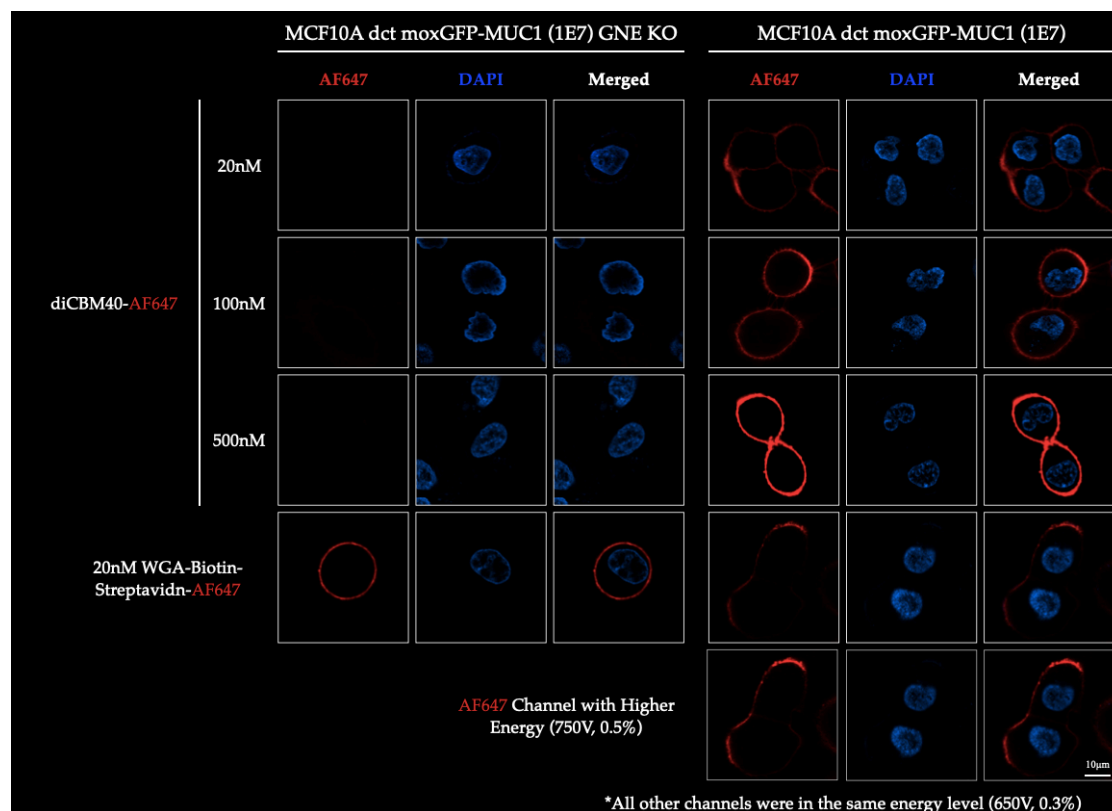 MCF10A dct moxGFP-MUC1 (1E7) GNE KO
MCF10A dct moxGFP-MUC1 (1E7)
AF647
DAPI
Merged
AF647
DAPI
Merged
20nM
diCBM40-AF647
100nM
500nM
20nM WGA-Biotin-
Streptavidn-AF647
AF647 Channel with Higher
Energy (750V, 0.5%)
10μm
*All other channels were in the same energy level (650V, 0.3%)